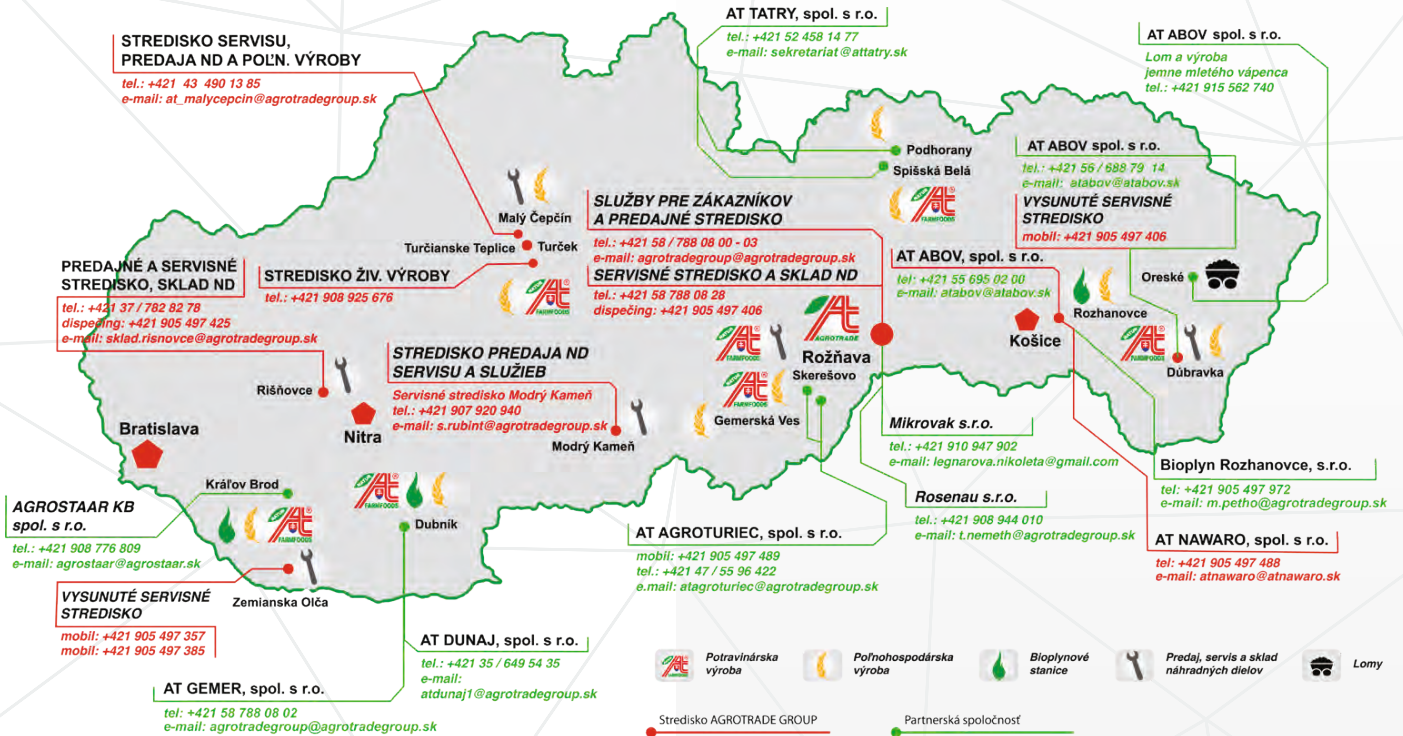 STREDISKO SERVISU,
PREDAJA ND A POĽN. VÝROBY
tel.: +421 43 490 13 85
e-mail: at_malycepcin@agrotradegroup.sk
AT TATRY, spol. s r.o.
tel.: +421 52 458 14 77
e-mail: sekretariat@attatry.sk
AT ABOV spol. s r.o.
Lom a výroba
jemne mletého vápenca
tel.: +421 915 562 740
Podhorany
Spišská Belá
FARMFOODS
AT ABOV spol. s r.o.
tel.: +421 56 / 688 79 14
e-mail: atabov@atabov.sk
VYSUNUTÉ SERVISNÉ
STREDISKO
mobil: +421 905 497 406
Malý Čepčín
Turčianske Teplice
Turček
FARMFOODS
SLUŽBY PRE ZÁKAZNÍKOV
A PREDAJNÉ STREDISKO
tel.: +421 58 / 788 08 00 - 03
e-mail: agrotradegroup@agrotradegroup.sk
SERVISNÉ STREDISKO A SKLAD ND
tel.: +421 58 788 08 28
dispečing: +421 905 497 406
AT ABOV, spol. s r.o.
tel: +421 55 695 02 00
e-mail: atabov@atabov.sk
PREDAJNÉ A SERVISNÉ
STREDISKO, SKLAD ND
tel.: +421 37 / 782 82 78
dispečing: +421 905 497 425
e-mail: sklad.risnovce@agrotradegroup.sk
STREDISKO ŽIV. VÝROBY
tel.: +421 908 925 676
Oreské
Rozhanovce
Košice
FARMFOODS
Dúbravka
AGROTRADE
Rožňava
FARMFOODS
Skerešovo
FARMFOODS
Gemerská Ves
STREDISKO PREDAJA ND
SERVISU A SLUŽIEB
Servisné stredisko Modrý Kameň
tel.: +421 907 920 940
e-mail: s.rubint@agrotradegroup.sk
Modrý Kameň
Rišňovce
Nitra
Bratislava
Kráľov Brod
FARMFOODS
FARMFOODS
Dubník
Zemianska Olča
Mikrovak s.r.o.
tel.: +421 910 947 902
e-mail: legnarova.nikoleta@gmail.com
Bioplyn Rozhanovce, s.r.o.
tel: +421 905 497 972
e-mail: m.petho@agrotradegroup.sk
Rosenau s.r.o.
tel.: +421 908 944 010
e-mail: t.nemeth@agrotradegroup.sk
AT NAWARO, spol. s r.o.
tel: +421 905 497 488
e-mail: atnawaro@atnawaro.sk
AT AGROTURIEC, spol. s r.o.
mobil: +421 905 497 489
tel.: +421 47 / 55 96 422
e.mail: atagroturiec@agrotradegroup.sk
AGROSTAAR KB
spol. s r.o.
tel.: +421 908 776 809
e-mail: agrostaar@agrostaar.sk
VYSUNUTÉ SERVISNÉ
STREDISKO
mobil: +421 905 497 357
mobil: +421 905 497 385
AT DUNAJ, spol. s r.o.
tel.: +421 35 / 649 54 35
e-mail:
atdunaj1@agrotradegroup.sk
AT GEMER, spol. s r.o.
tel: +421 58 788 08 02
e-mail: agrotradegroup@agrotradegroup.sk
FARMFOODS
Potravinárska
výroba
Poľnohospodárska
výroba
Bioplynové
stanice
Predaj, servis a sklad
náhradných dielov
Lomy
Stredisko AGROTRADE GROUP
Partnerská spoločnosť